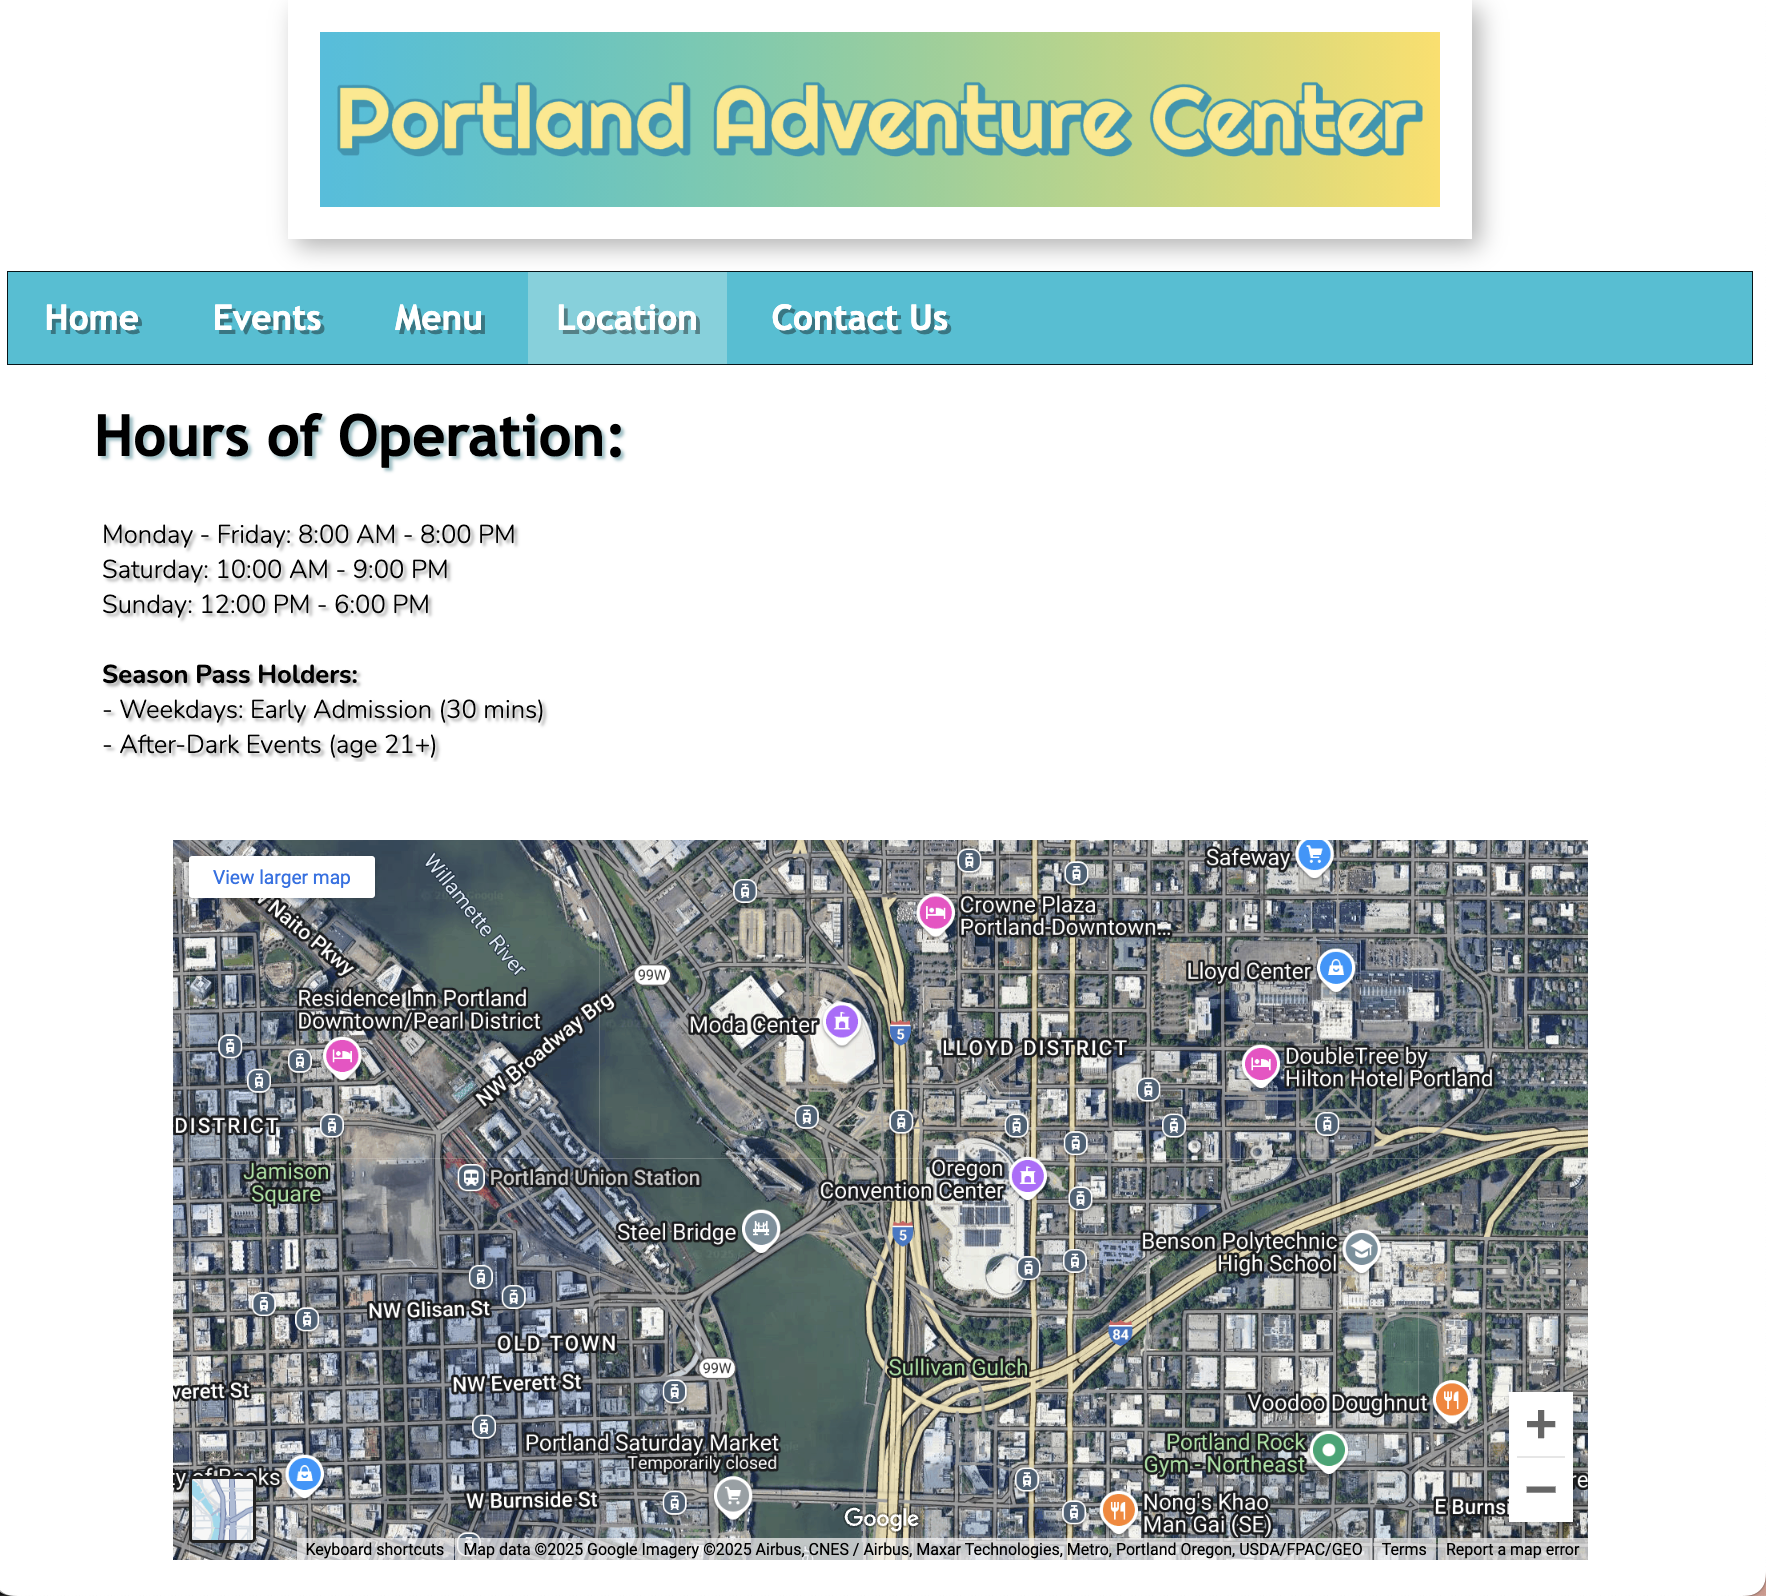 Portland Adventure Center
Home Events Menu Location Contact Us
Hours of Operation:
Monday - Friday: 8:00 AM - 8:00 PM
Saturday: 10:00 AM - 9:00 PM
Sunday: 12:00 PM - 6:00 PM
Season Pass Holders:
- Weekdays: Early Admission (30 mins)
- After-Dark Events (age 21+)
View larger map
Willamette River
Naito Pkwy
Safeway
Crowne Plaza
Portland-Downtown...
99W
Lloyd Center
Residence Inn Portland
Downtown/Pearl District
NW Broadway Brg
Moda Center
5
LLOYD DISTRICT
DoubleTree by
Hilton Hotel Portland
DISTRICT
Jamison
Square
Portland Union Station
Oregon
Convention Center
Steel Bridge
5
Benson Polytechnic
High School
NW Glisan St
OLD TOWN
84
99W
Sullivan Gulch
verett St
NW Everett St
Voodoo Doughnut
Portland Saturday Market
Temporarily closed
Portland Rock
Gym - Northeast
ty of Books
W Burnside St
Nong's Khao
Man Gai (SE)
E Burnsi
re
Google
Keyboard shortcuts
Map data ©2025 Google Imagery ©2025 Airbus, CNES / Airbus, Maxar Technologies, Metro, Portland Oregon, USDA/FPAC/GEO
Terms
Report a map error